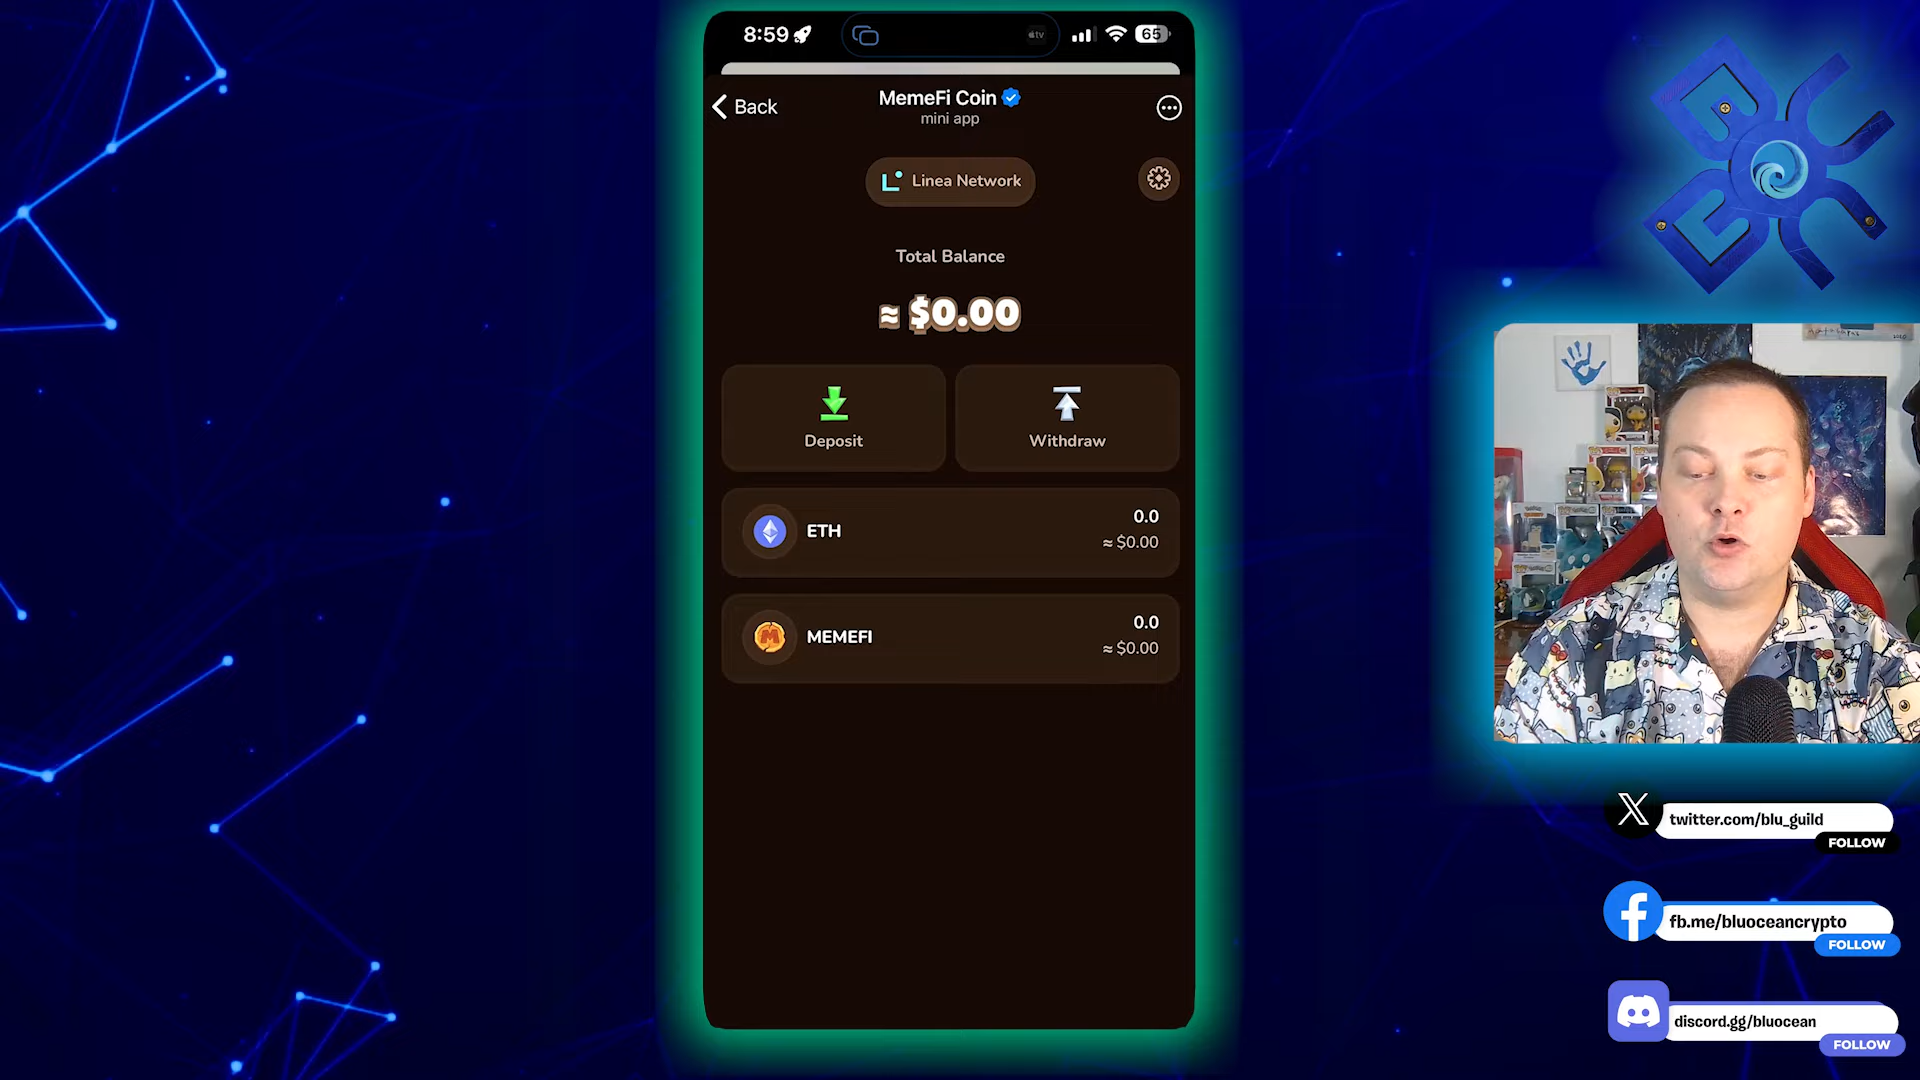 8:59
tv
65
Back
MemeFi Coin
mini app
Linea Network
Total Balance
≈ $0.00
Deposit
Withdraw
ETH
0.0
≈ $0.00
MEMEFI
0.0
≈ $0.00
twitter.com/blu_guild
FOLLOW
fb.me/bluoceancrypto
FOLLOW
discord.gg/bluocean
FOLLOW